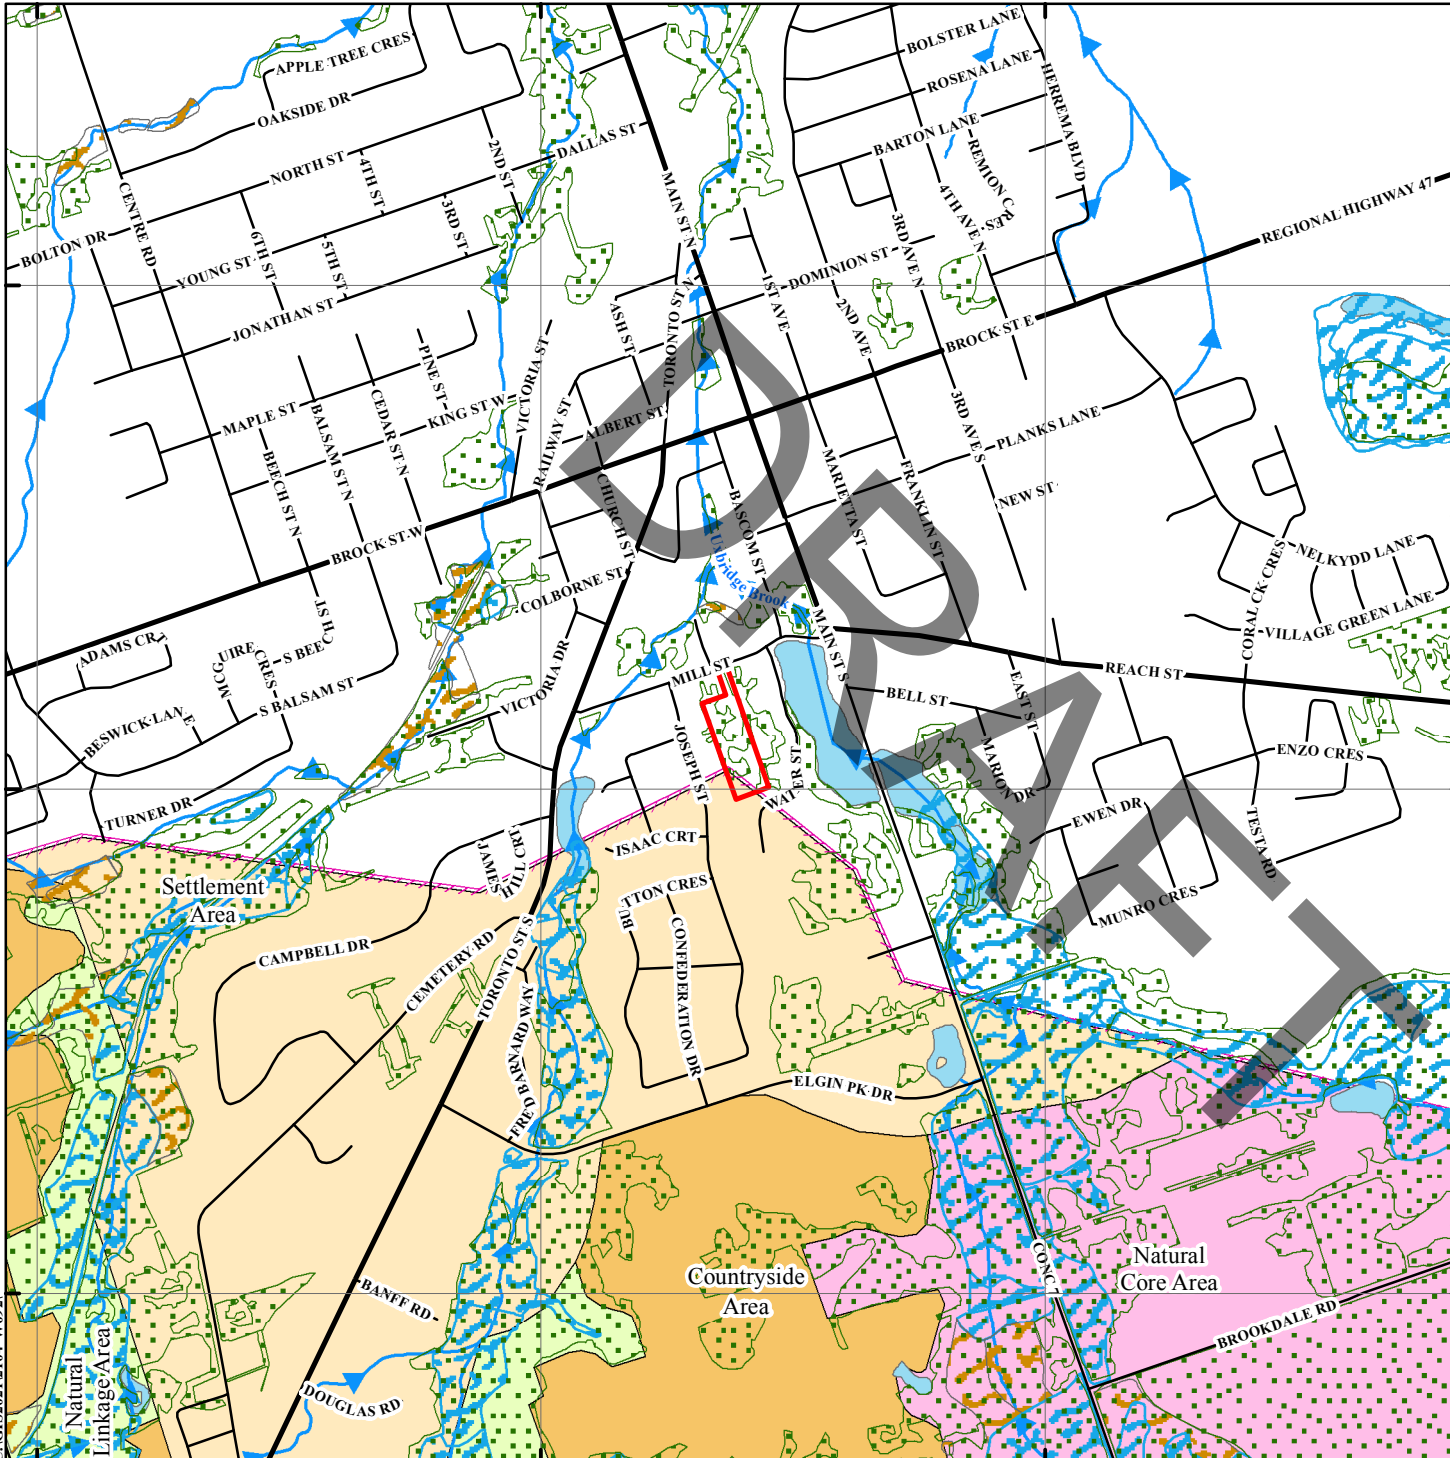 BOLSTER LANE
APPLE TREE CRES
ROSENA LANE
OAKSIDE DR
HERREMA BLVD
BARTON LANE
DALLAS ST
NORTH ST
4TH ST
2ND ST
REMION CRES
MAIN ST N
CENTRE RD
3RD ST
4TH AVE N
REGIONAL HIGHWAY 47
BOLTON DR
6TH ST
5TH ST
3RD AVE N
YOUNG ST
DOMINION ST
1ST AVE
JONATHAN ST
TORONTO ST N
ASH ST
2ND AVE
BROCK ST E
PINE ST
VICTORIA ST
MAPLE ST
CEDAR ST N
KING ST W
RAILWAY ST
ALBERT ST
BALSAM ST N
3RD AVE S
PLANKS LANE
BEECH ST N
MARIETTA ST
FRANKLIN ST
CHURCH ST
BASCOM ST
NEW ST
BROCK ST W
Uxbridge Brook
NELKYDD LANE
COLBORNE ST
CORAL CK CRES
VILLAGE GREEN LANE
ADAMS CRT
S BEECH ST
MCGUIRE CRES
MAIN ST S
MILL ST
REACH ST
VICTORIA DR
S BALSAM ST
BELL ST
EAST ST
BESWICK LANE
JOSEPH ST
WATER ST
MARION DR
ENZO CRES
TURNER DR
EWEN DR
TESTA RD
ISAAC CRT
JAMES HILL CRT
Settlement
Area
BUTTON CRES
MUNRO CRES
CAMPBELL DR
CEMETERY RD
TORONTO ST S
CONFEDERATION DR
FRED BARNARD WAY
ELGIN PK DR
CONC 7
Natural
Core Area
Countryside
Area
BANFF RD
BROOKDALE RD
Natural
Linkage Area
DOUGLAS RD
DRAFT